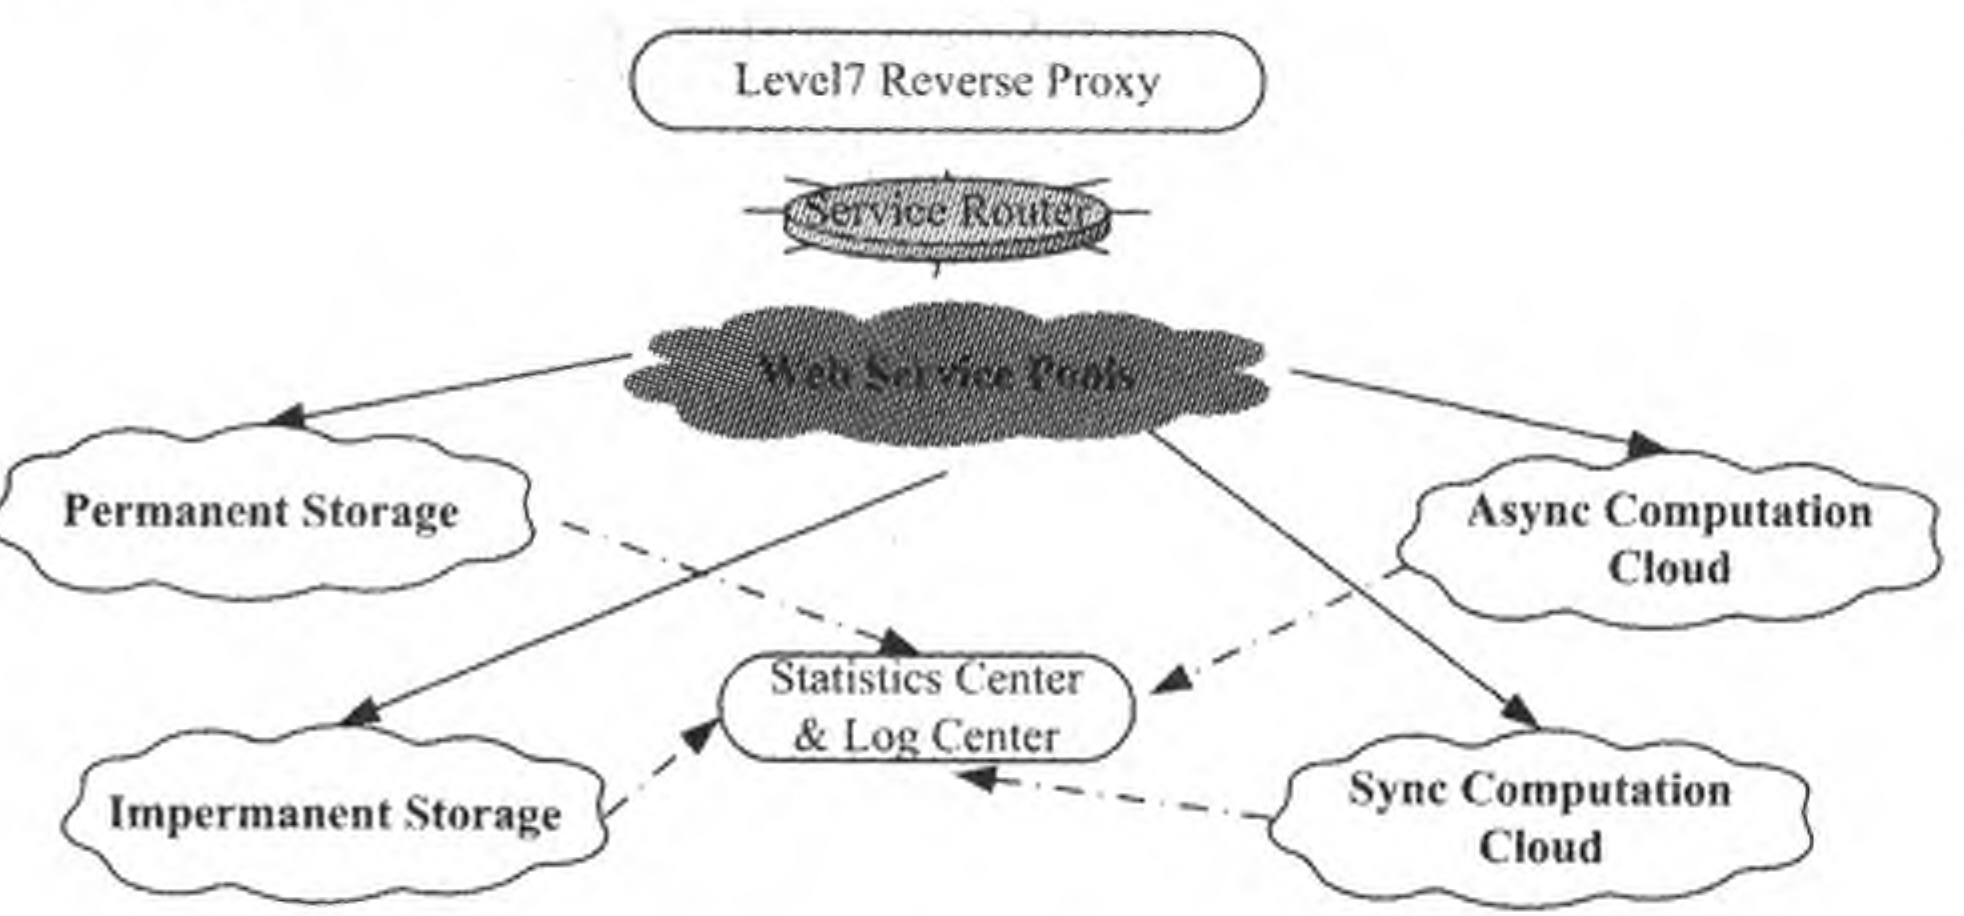 Level7 Reverse Proxy
Service Router
Web Service Pools
Permanent Storage
Async Computation
Cloud
Statistics Center
& Log Center
Impermanent Storage
Sync Computation
Cloud